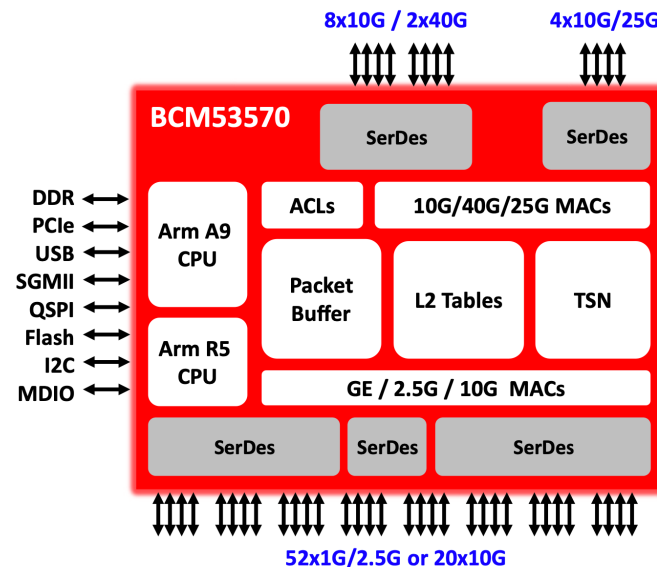 8x10G / 2x40G
4x10G/25G
BCM53570
SerDes
SerDes
DDR
PCIe
USB
SGMII
QSPI
Flash
I2C
MDIO
Arm A9
CPU
ACLs
10G/40G/25G MACs
Packet
Buffer
L2 Tables
TSN
Arm R5
CPU
GE / 2.5G / 10G MACs
SerDes
SerDes
SerDes
52x1G/2.5G or 20x10G